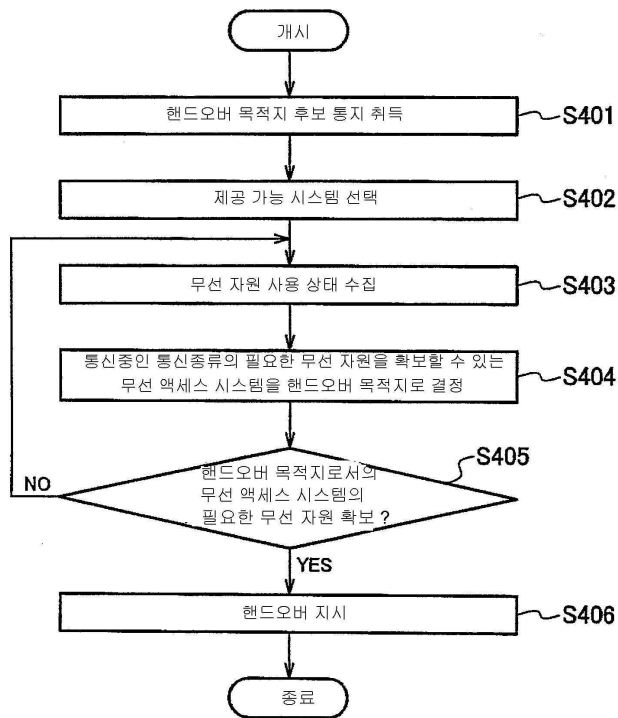 개시
핸드오버 목적지 후보 통지 취득
S401
제공 가능 시스템 선택
S402
무선 자원 사용 상태 수집
S403
통신중인 통신종류의 필요한 무선 자원을 확보할 수 있는
무선 액세스 시스템을 핸드오버 목적지로 결정
S404
S405
핸드오버 목적지로서의
무선 액세스 시스템의
필요한 무선 자원 확보 ?
NO
YES
핸드오버 지시
S406
종료